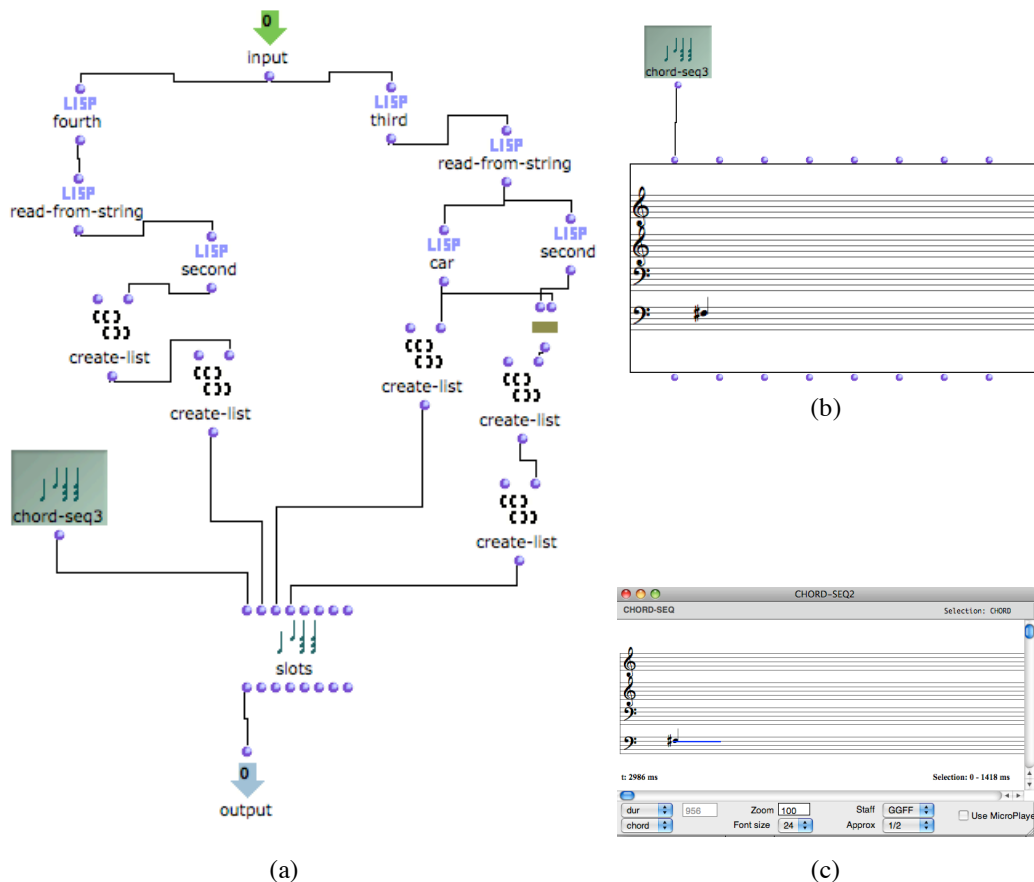 0
input
LISP
fourth
LISP
third
LISP
read-from-string
LISP
read-from-string
LISP
second
LISP
car
LISP
second
create-list
create-list
create-list
create-list
create-list
chord-seq3
slots
0
output
(a)
chord-seq3
(b)
CHORD-SEQ2
CHORD-SEQ
Selection: CHORD
t: 2986 ms
Selection: 0 - 1418 ms
dur 956 Zoom 100 Staff GGFF Use MicroPlaye
chord Font size 24 Approx 1/2
(c)